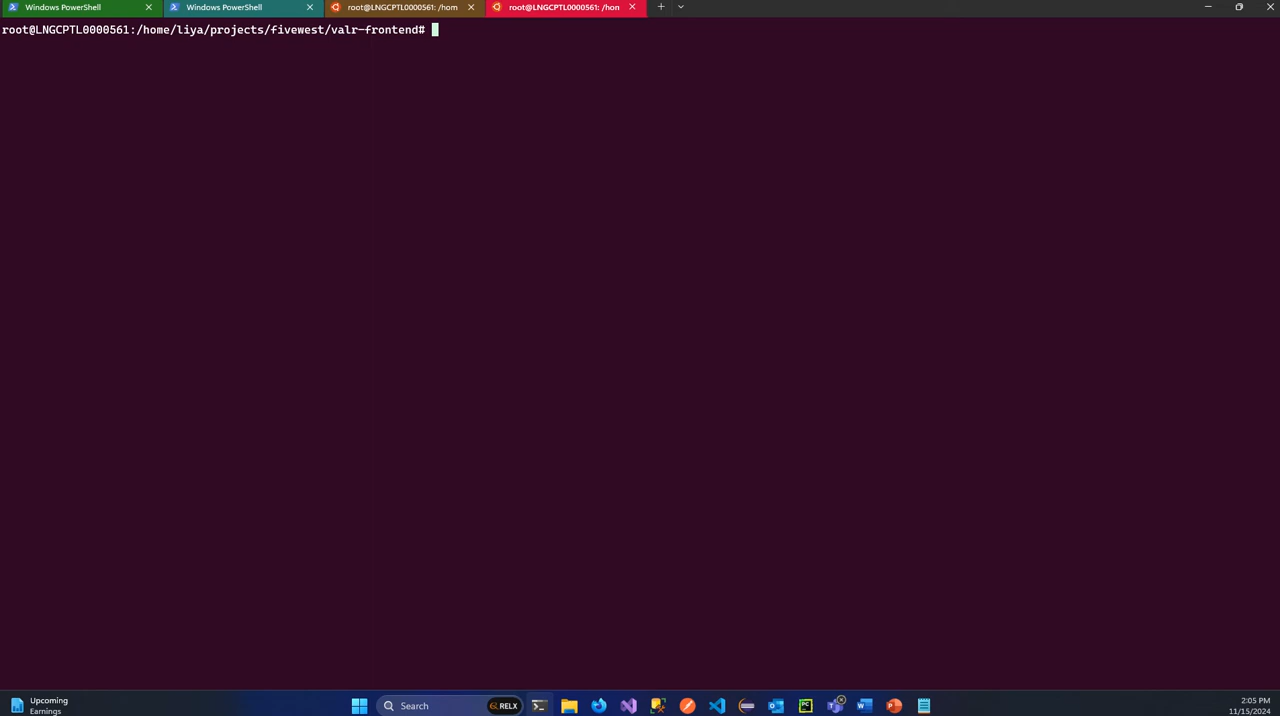 Windows PowerShell
Windows PowerShell
root@LNGCPTL0000561: /hom
root@LNGCPTL0000561: /hon
root@LNGCPTL0000561:/home/liya/projects/fivewest/valr-frontend#
Upcoming
Earnings
Search
RELX
2:05 PM
11/15/2024